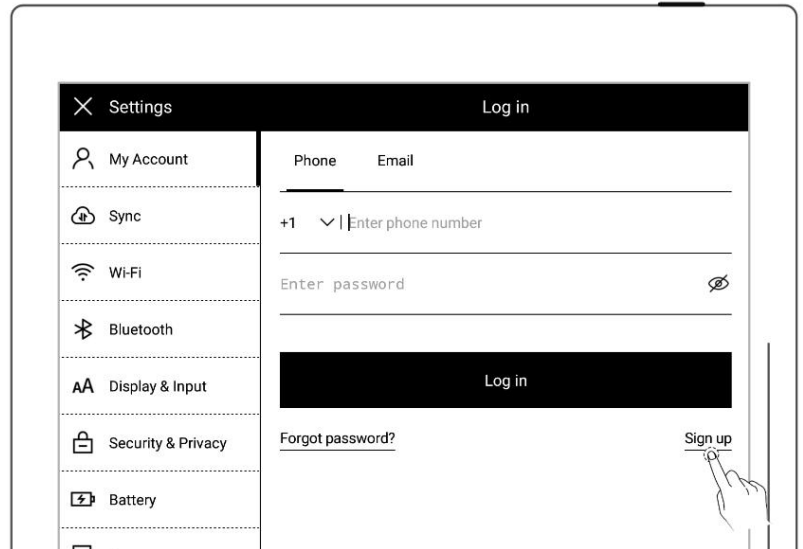 Settings
Log in
My Account
Sync
Wi-Fi
Bluetooth
Display & Input
Security & Privacy
Battery
Phone Email
+1 Enter phone number
Enter password
Log in
Forgot password? Sign up